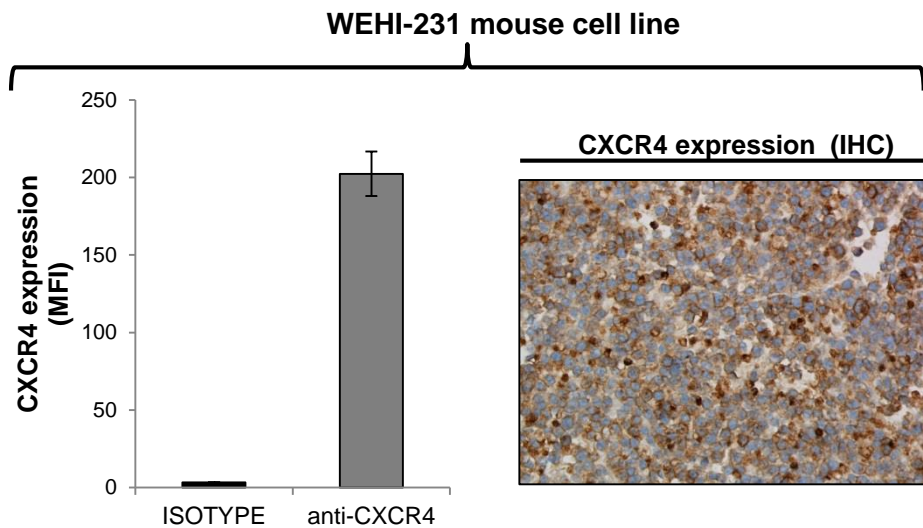 WEHI-231 mouse cell line
CXCR4 expression
(MFI)
250
200
150
100
50
0
ISOTYPE
anti-CXCR4
CXCR4 expression (IHC)